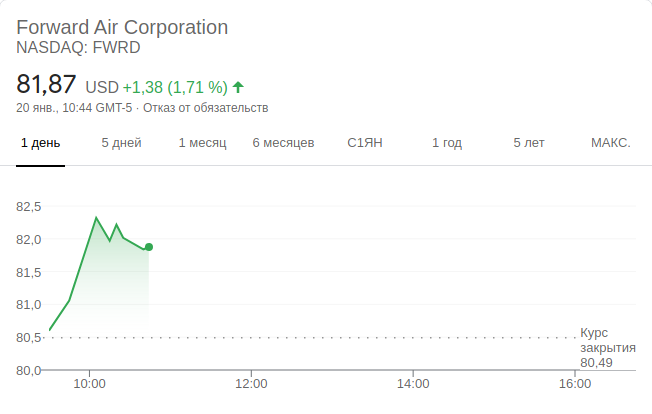 Forward Air Corporation
NASDAQ: FWRD
81,87 USD +1,38 (1,71 %)
20 янв., 10:44 GMT-5 · Отказ от обязательств
1 день 5 дней 1 месяц 6 месяцев С1ЯН 1 год 5 лет МАКС.
82,5
82,0
81,5
81,0
80,5
80,0
Курс
закрытия
80,49
10:00 12:00 14:00 16:00